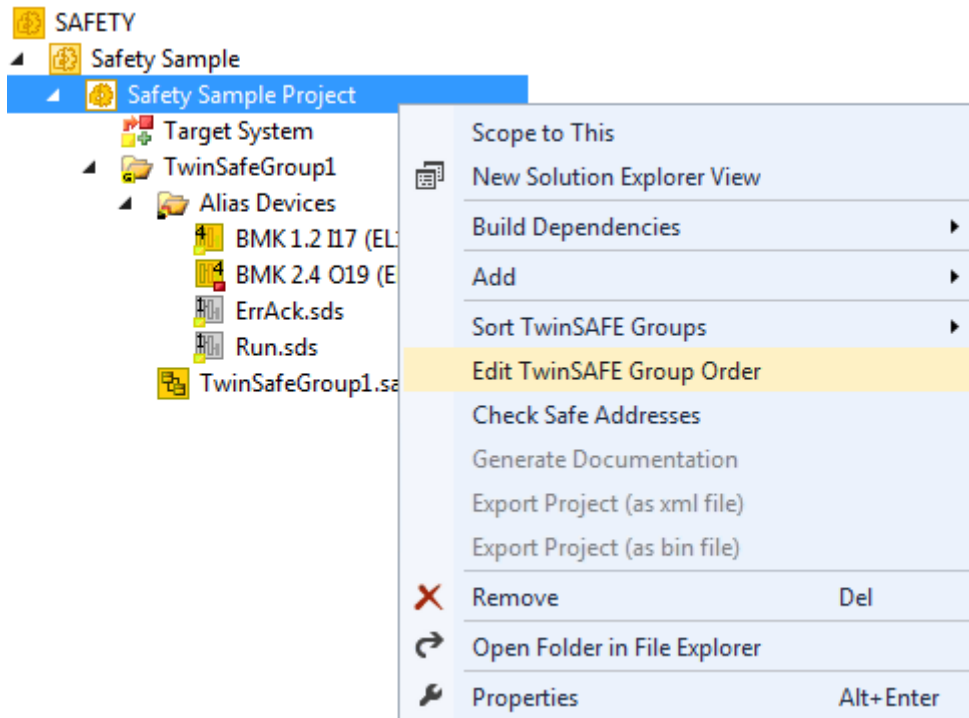 SAFETY
Safety Sample
Safety Sample Project
Target System
TwinSafeGroup1
Alias Devices
BMK 1.2 I17 (EL
BMK 2.4 O19 (E
ErrAck.sds
Run.sds
TwinSafeGroup1.sa
Scope to This
New Solution Explorer View
Build Dependencies
Add
Sort TwinSAFE Groups
Edit TwinSAFE Group Order
Check Safe Addresses
Generate Documentation
Export Project (as xml file)
Export Project (as bin file)
Remove Del
Open Folder in File Explorer
Properties Alt+Enter